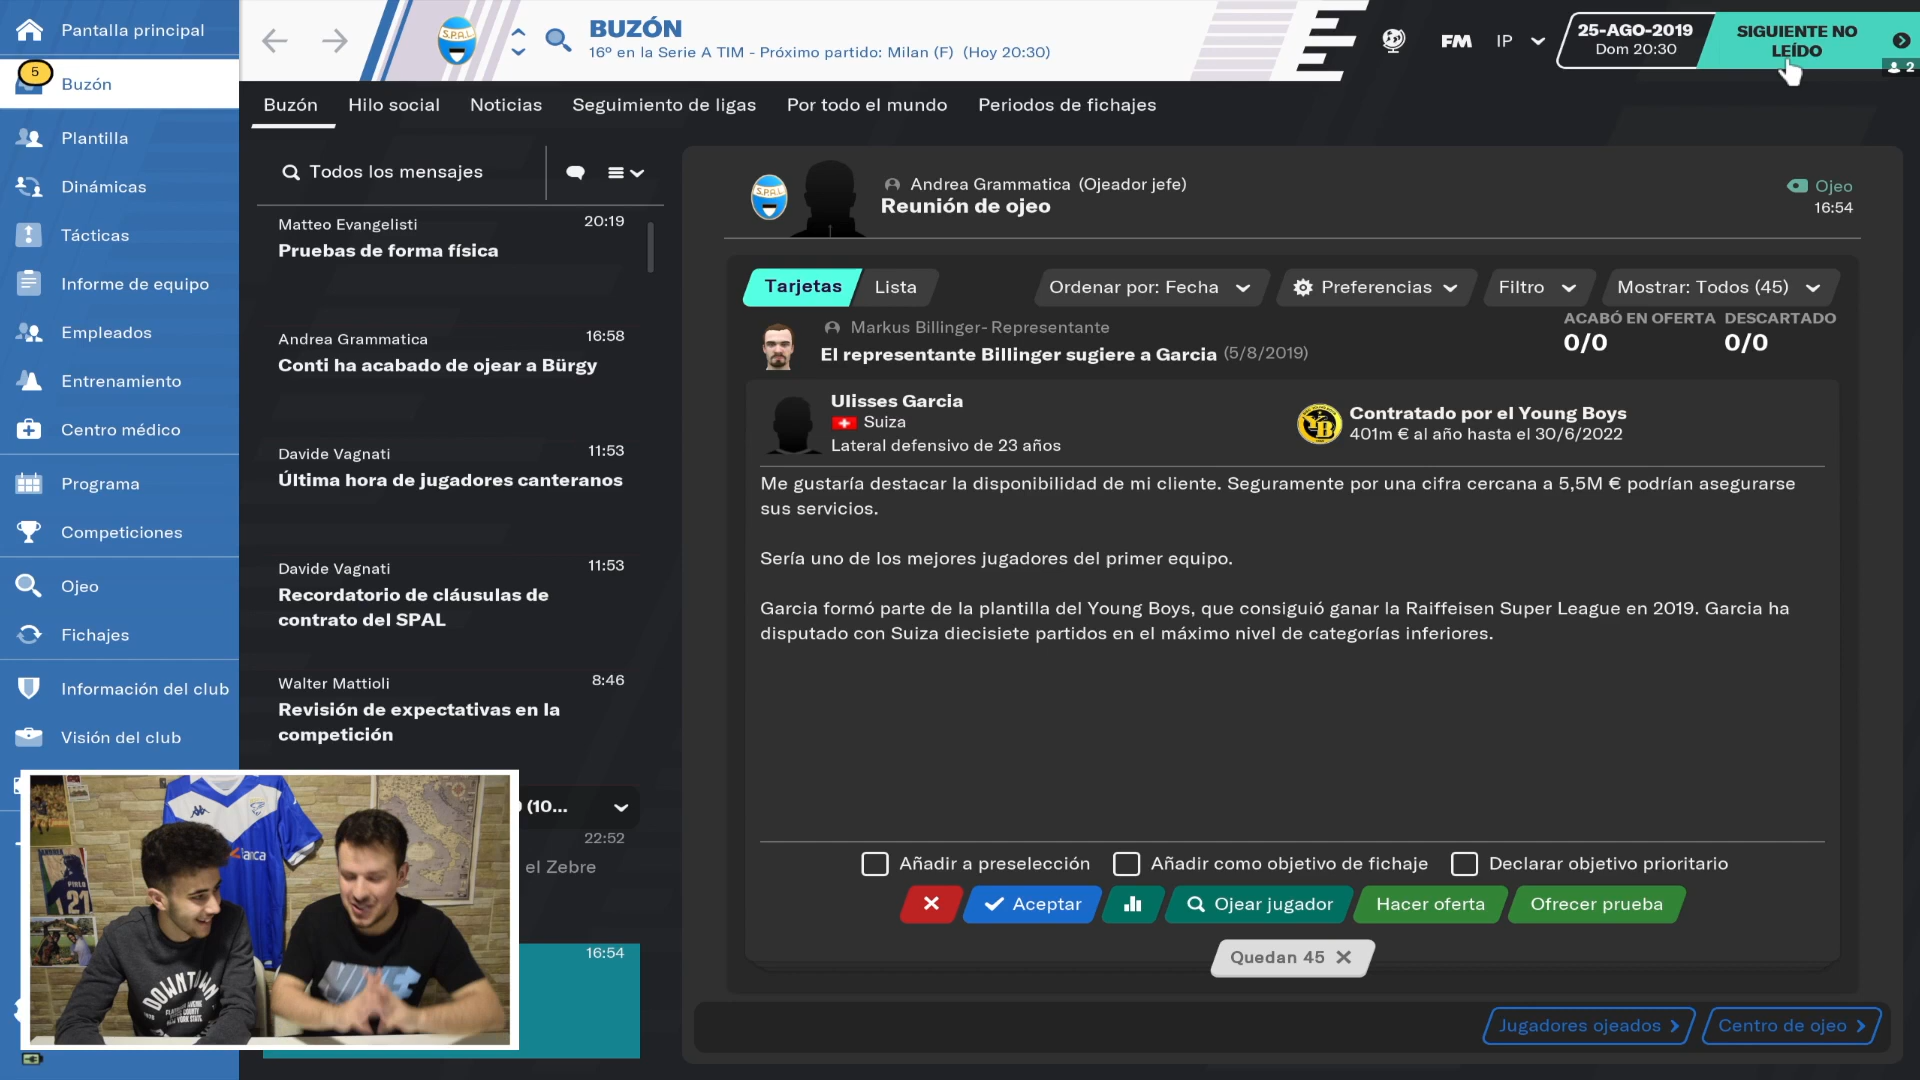 Pantalla principal
5
Buzón
Plantilla
Dinámicas
Tácticas
Informe de equipo
Empleados
Entrenamiento
Centro médico
Programa
Competiciones
Ojeo
Fichajes
Información del club
Visión del club
S.P.A.L.
BUZÓN
16º en la Serie A TIM - Próximo partido: Milan (F) (Hoy 20:30)
FM
IP
25-AGO-2019
Dom 20:30
SIGUIENTE NO
LEÍDO
2
Buzón Hilo social Noticias Seguimiento de ligas Por todo el mundo Periodos de fichajes
Todos los mensajes
Matteo Evangelisti 20:19
Pruebas de forma física
Andrea Grammatica 16:58
Conti ha acabado de ojear a Bürgy
Davide Vagnati 11:53
Última hora de jugadores canteranos
Davide Vagnati 11:53
Recordatorio de cláusulas de
contrato del SPAL
Walter Mattioli 8:46
Revisión de expectativas en la
competición
(10...
22:52
el Zebre
16:54
S.P.A.L.
Andrea Grammatica (Ojeador jefe)
Reunión de ojeo
Ojeo
16:54
Tarjetas Lista Ordenar por: Fecha Preferencias Filtro Mostrar: Todos (45)
Markus Billinger- Representante
El representante Billinger sugiere a Garcia (5/8/2019)
ACABÓ EN OFERTA DESCARTADO
0/0 0/0
Ulisses Garcia
Suiza
Lateral defensivo de 23 años
YB
Contratado por el Young Boys
401m € al año hasta el 30/6/2022
Me gustaría destacar la disponibilidad de mi cliente. Seguramente por una cifra cercana a 5,5M € podrían asegurarse
sus servicios.
Sería uno de los mejores jugadores del primer equipo.
Garcia formó parte de la plantilla del Young Boys, que consiguió ganar la Raiffeisen Super League en 2019. Garcia ha
disputado con Suiza diecisiete partidos en el máximo nivel de categorías inferiores.
Añadir a preselección Añadir como objetivo de fichaje Declarar objetivo prioritario
Aceptar Ojear jugador Hacer oferta Ofrecer prueba
Quedan 45
Jugadores ojeados Centro de ojeo
PIRLO
21
DOWNTOWN